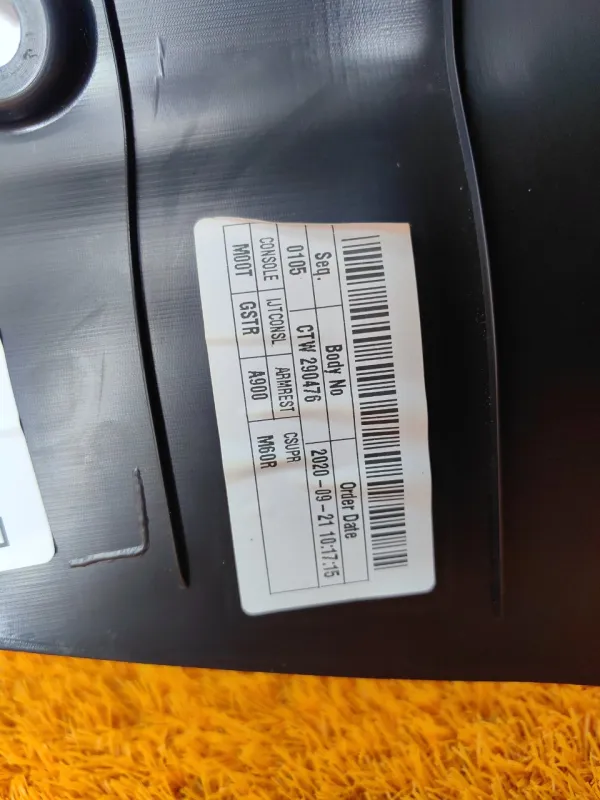 Seq. Body No Order Date
0105 CTW 290476 2020-09-21 10:17:15
CONSOLE IJTCONSL ARMREST CSUPR
M00T GSTR A900 M60R